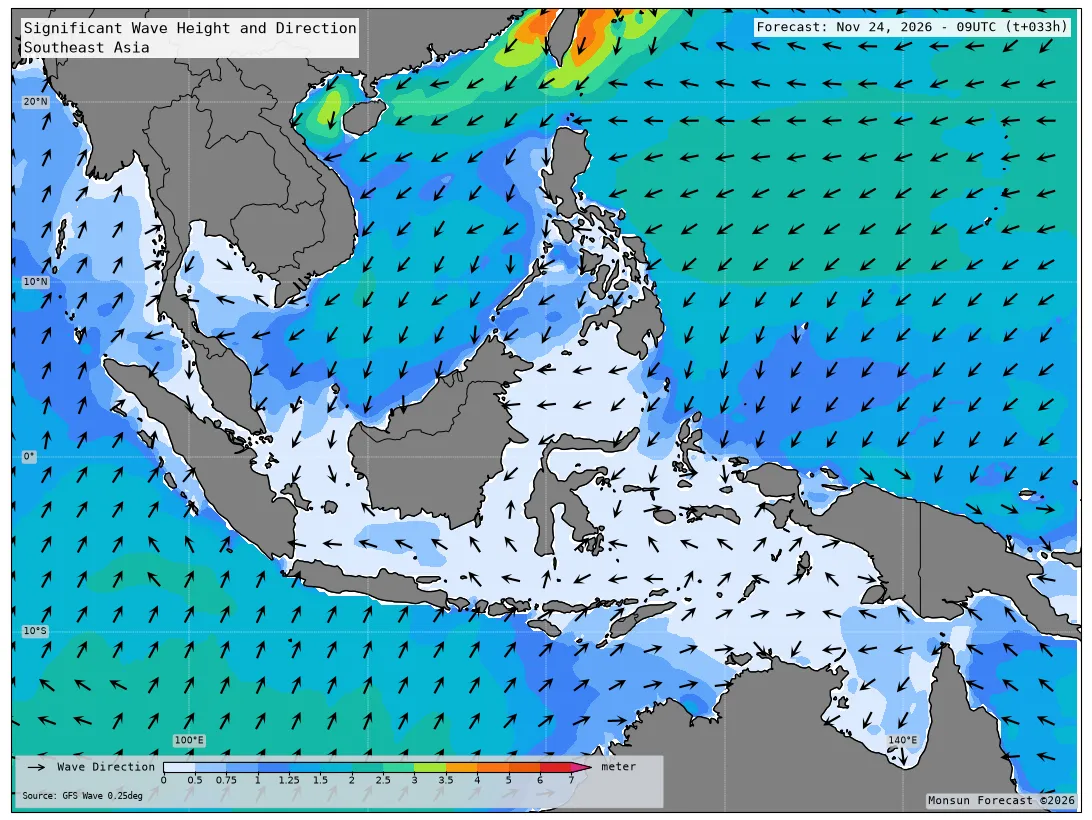 Significant Wave Height and Direction
Southeast Asia
Forecast: Nov 24, 2026 - 09UTC (t+033h)
20°N
10°N
0°
10°S
100°E
140°E
Wave Direction
meter
0 0.5 0.75 1 1.25 1.5 2 2.5 3 3.5 4 5 6 7
Source: GFS Wave 0.25deg
Monsun Forecast ©2026